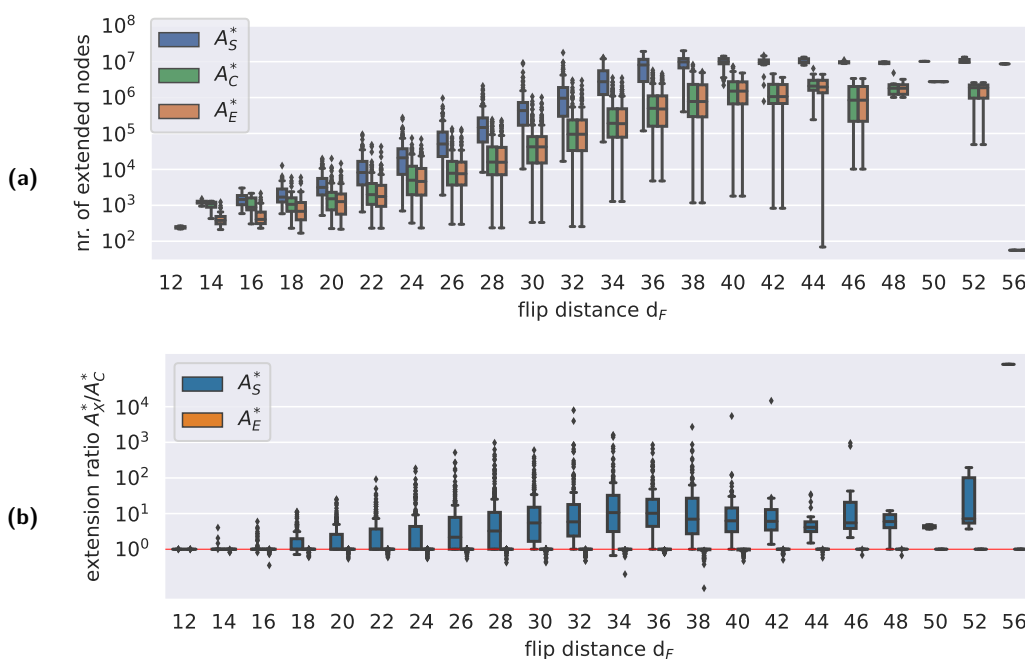 (a)
nr. of extended nodes
10^8
10^7
10^6
10^5
10^4
10^3
10^2
A*_S
A*_C
A*_E
12 14 16 18 20 22 24 26 28 30 32 34 36 38 40 42 44 46 48 50 52 56
flip distance d_F
(b)
extension ratio A*_X/A*_C
10^4
10^3
10^2
10^1
10^0
A*_S
A*_E
12 14 16 18 20 22 24 26 28 30 32 34 36 38 40 42 44 46 48 50 52 56
flip distance d_F